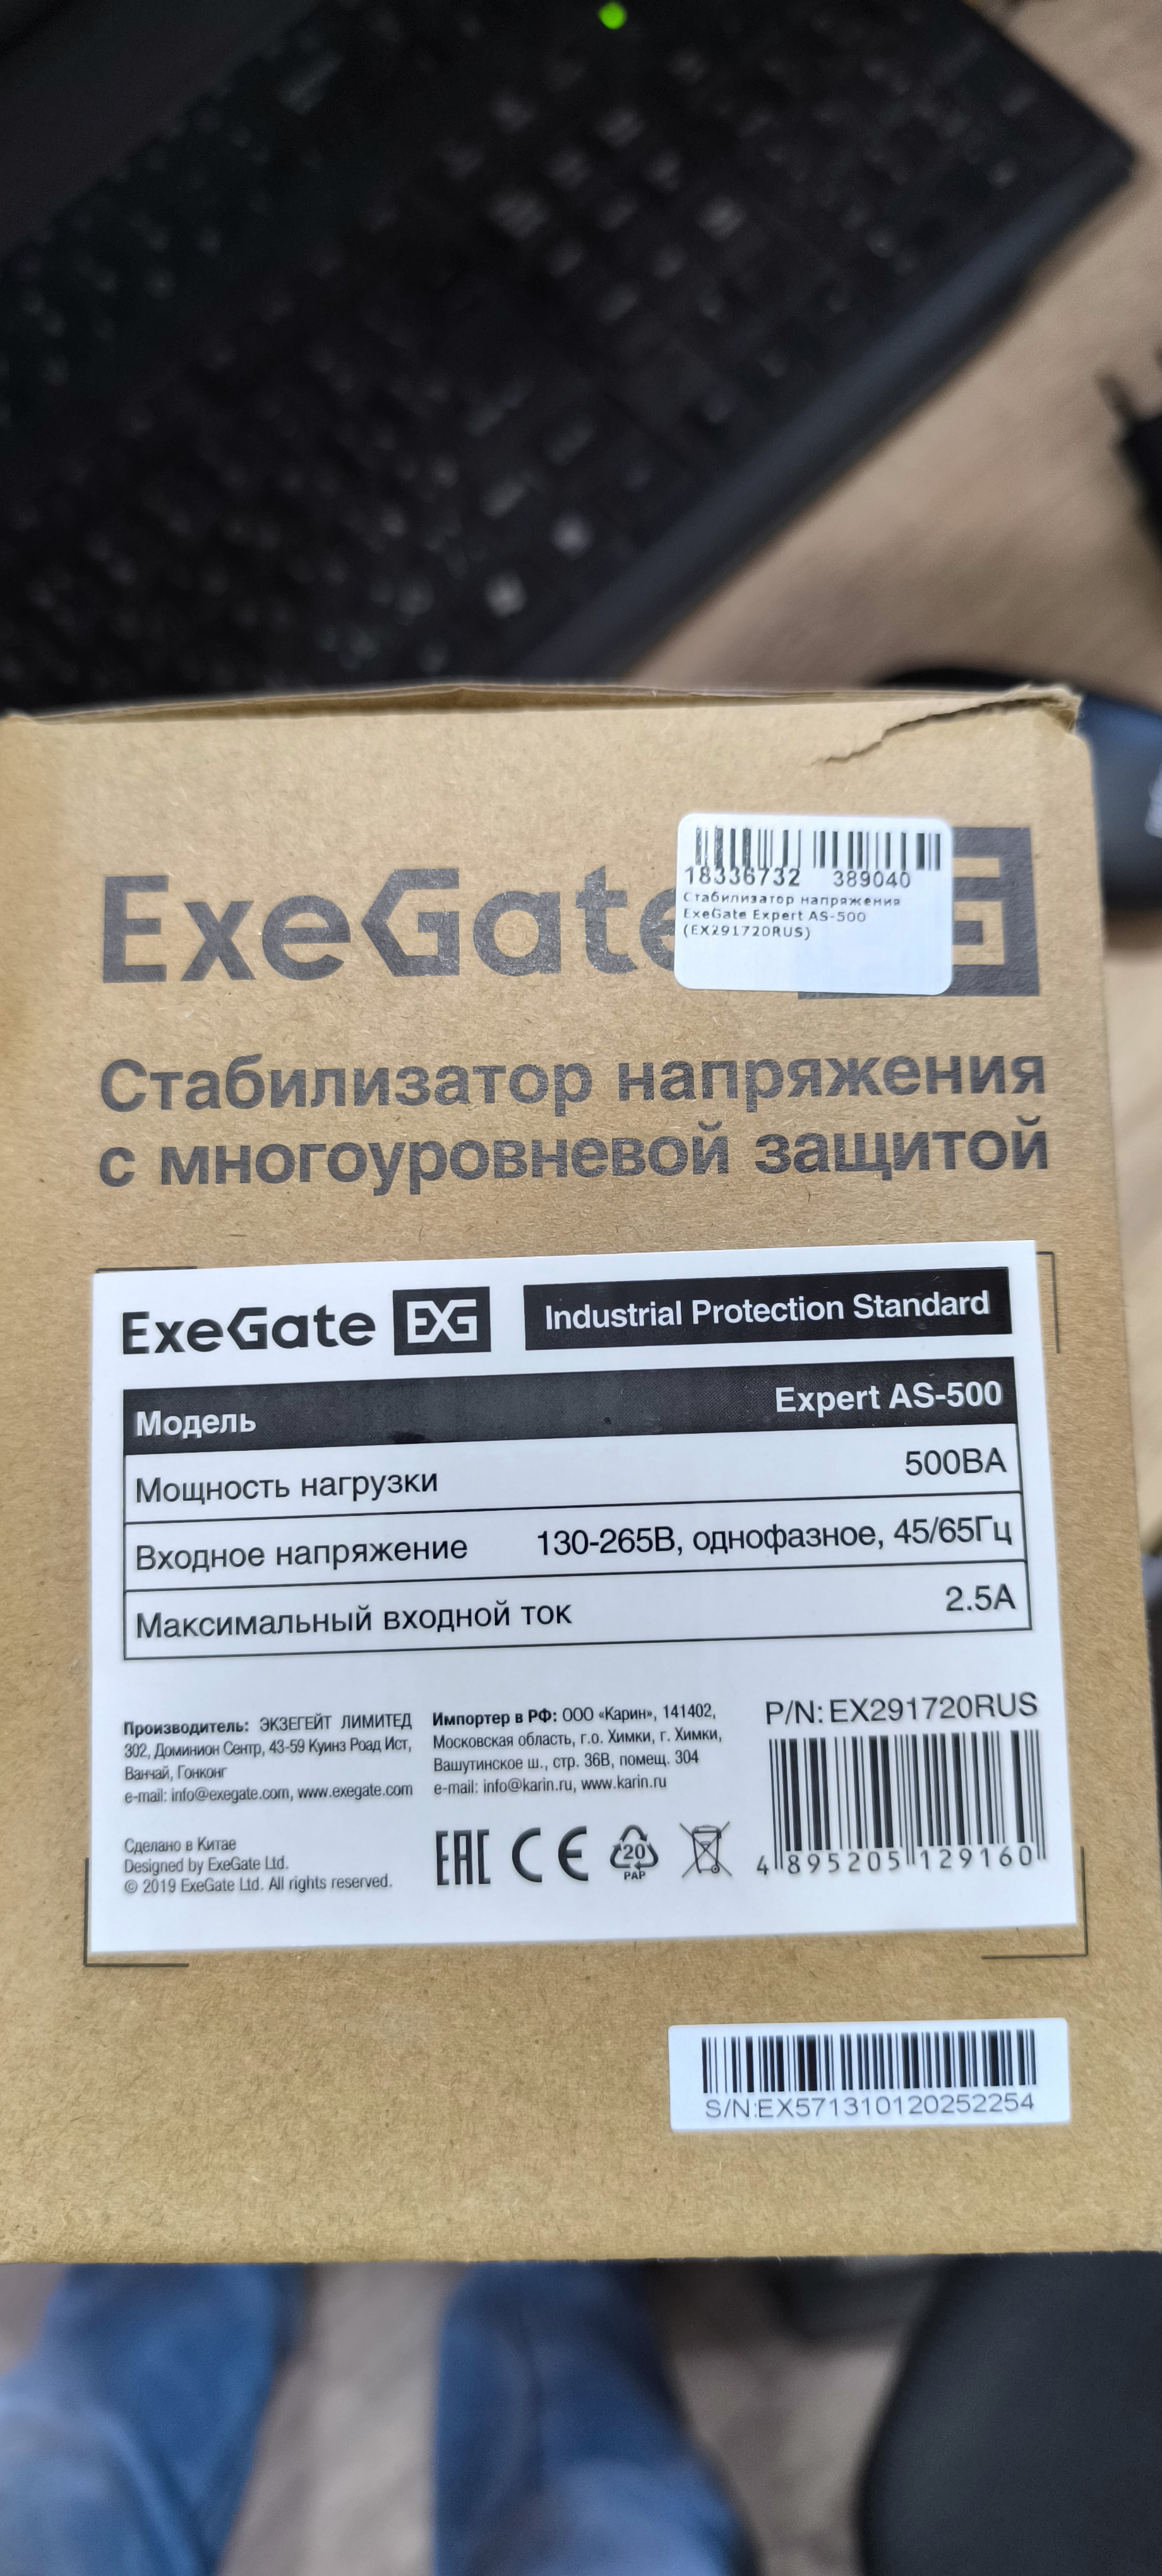 18336732 389040
Стабилизатор напряжения
ExeGate Expert AS-500
(EX291720RUS)
ExeGate
Стабилизатор напряжения
с многоуровневой защитой
ExeGate EXG Industrial Protection Standard
Модель Expert AS-500
Мощность нагрузки 500ВА
Входное напряжение 130-265В, однофазное, 45/65Гц
Максимальный входной ток 2.5А
Производитель: ЭКЗЕГЕЙТ ЛИМИТЕД
302, Доминион Сентр, 43-59 Куинз Роад Ист,
Ванчай, Гонконг
e-mail: info@exegate.com, www.exegate.com
Импортер в РФ: ООО «Карин», 141402,
Московская область, г.о. Химки, г. Химки,
Вашутинское ш., стр. 36В, помещ. 304
e-mail: info@karin.ru, www.karin.ru
P/N: EX291720RUS
4 895205 129160
Сделано в Китае
Designed by ExeGate Ltd.
© 2019 ExeGate Ltd. All rights reserved.
EAC CE 20
PAP
S/N:EX571310120252254